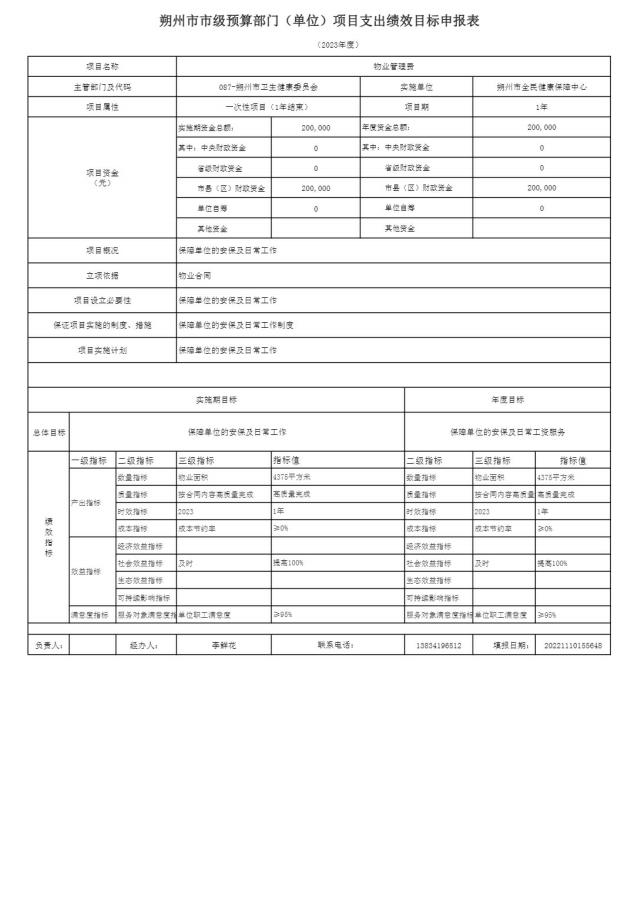 朔州市市级预算部门（单位）项目支出绩效目标申报表
（2023年度）
项目名称 物业管理费
主管部门及代码 087-朔州市卫生健康委员会 实施单位 朔州市全民健康保障中心
项目属性 一次性项目（1年结束） 项目期 1年
项目资金（元） 实施期资金总额： 200,000 年度资金总额： 200,000
其中：中央财政资金 0 其中：中央财政资金 0
省级财政资金 0 省级财政资金 0
市县（区）财政资金 200,000 市县（区）财政资金 200,000
单位自筹 0 单位自筹 0
其他资金 其他资金
项目概况 保障单位的安保及日常工作
立项依据 物业合同
项目设立必要性 保障单位的安保及日常工作
保证项目实施的制度、措施 保障单位的安保及日常工作制度
项目实施计划 保障单位的安保及日常工作
实施期目标 年度目标
总体目标 保障单位的安保及日常工作 保障单位的安保及日常工资服务
绩效指标 一级指标 二级指标 三级指标 指标值 二级指标 三级指标 指标值
产出指标 数量指标 物业面积 4375平方米 数量指标 物业面积 4375平方米
质量指标 按合同内容高质量完成 高质量完成 质量指标 按合同内容高质量 高质量完成
时效指标 2023 1年 时效指标 2023 1年
成本指标 成本节约率 ≥0% 成本指标 成本节约率 ≥0%
效益指标 经济效益指标 经济效益指标
社会效益指标 及时 提高100% 社会效益指标 及时 提高100%
生态效益指标 生态效益指标
可持续影响指标 可持续影响指标
满意度指标 服务对象满意度指 单位职工满意度 ≥95% 服务对象满意度指标 单位职工满意度 ≥95%
负责人： 经办人： 李鲜花 联系电话： 13834196512 填报日期： 20221110155648